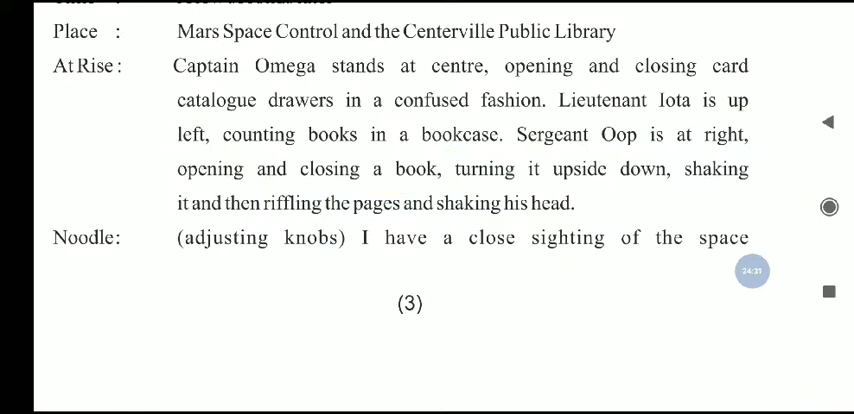 Place : Mars Space Control and the Centerville Public Library
At Rise : Captain Omega stands at centre, opening and closing card
catalogue drawers in a confused fashion. Lieutenant Iota is up
left, counting books in a bookcase. Sergeant Oop is at right,
opening and closing a book, turning it upside down, shaking
it and then riffling the pages and shaking his head.
Noodle: (adjusting knobs) I have a close sighting of the space
24:21
(3)